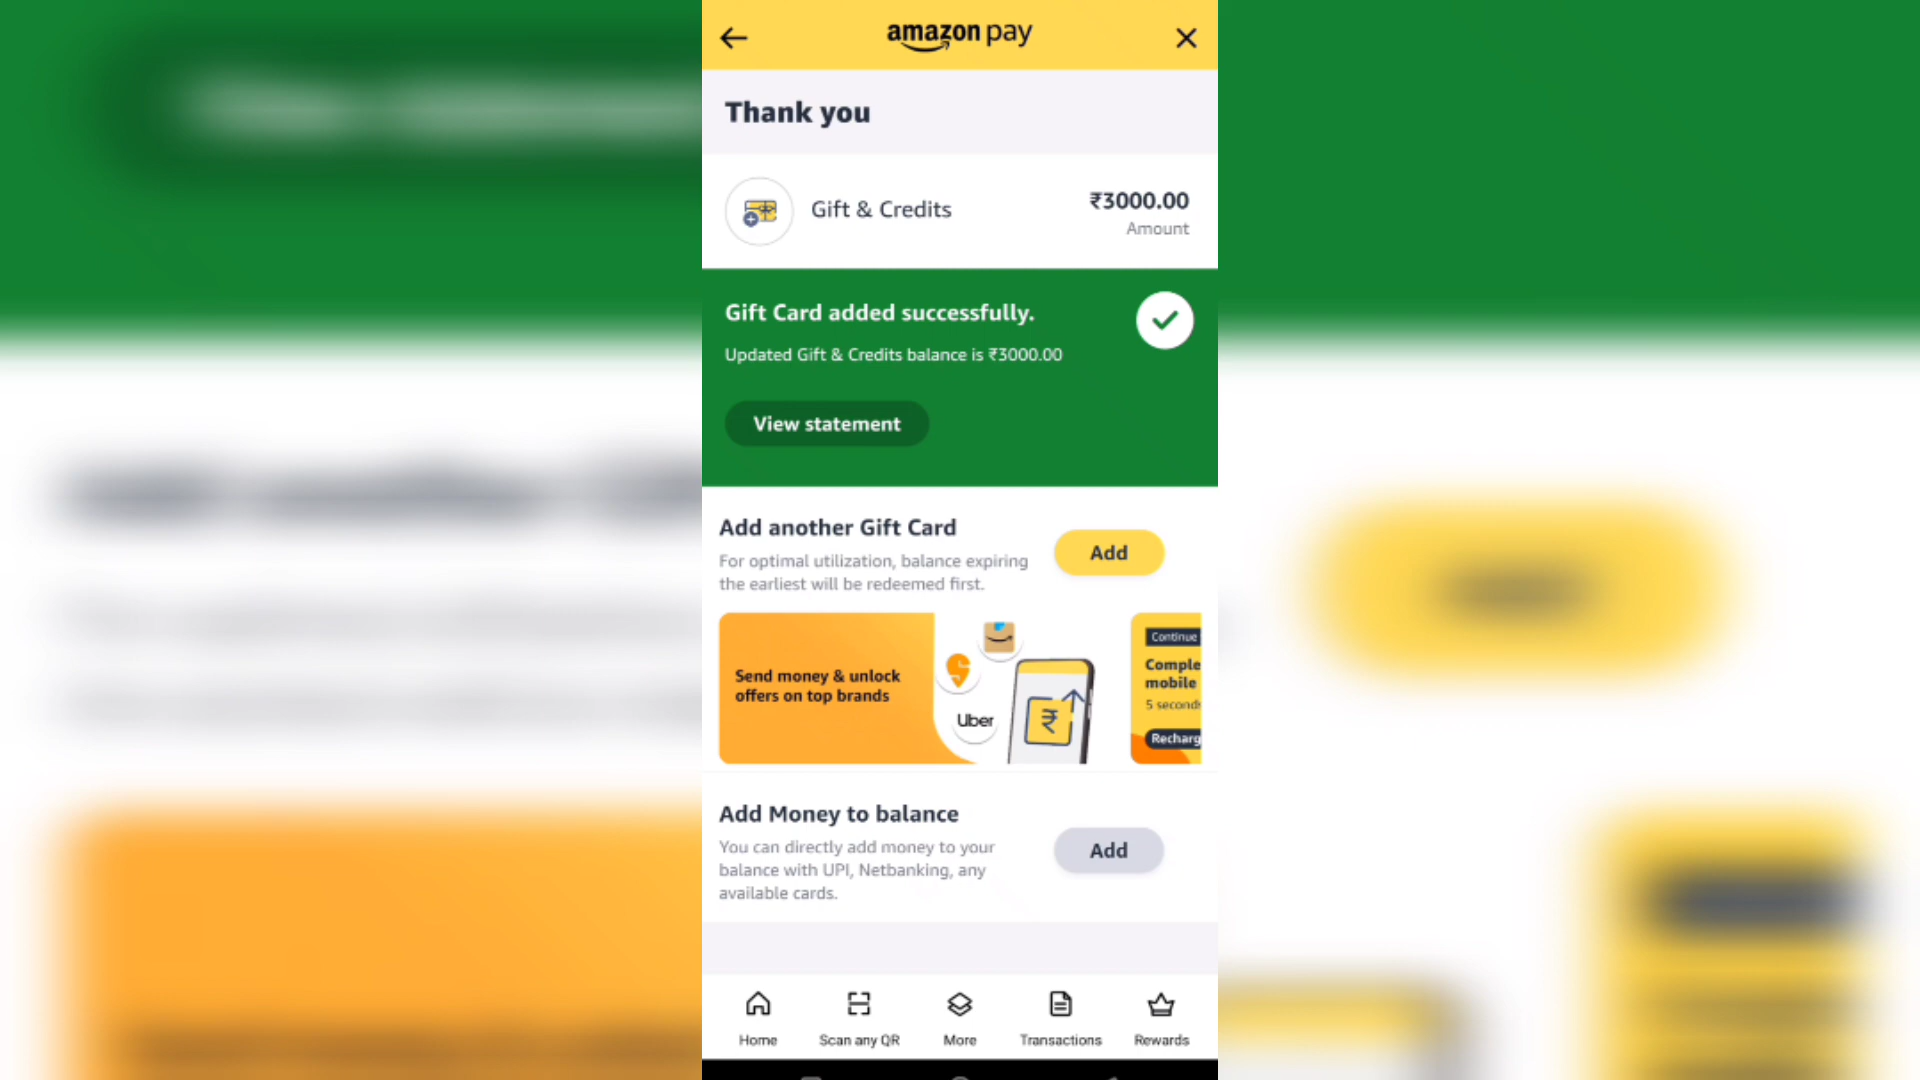 amazon pay
Thank you
Gift & Credits
₹3000.00
Amount
Gift Card added successfully.
Updated Gift & Credits balance is ₹3000.00
View statement
Add another Gift Card
For optimal utilization, balance expiring
the earliest will be redeemed first.
Add
Send money & unlock
offers on top brands
Uber
₹
Continue
Comple
mobile
5 second
Recharg
Add Money to balance
You can directly add money to your
balance with UPI, Netbanking, any
available cards.
Add
Home
Scan any QR
More
Transactions
Rewards